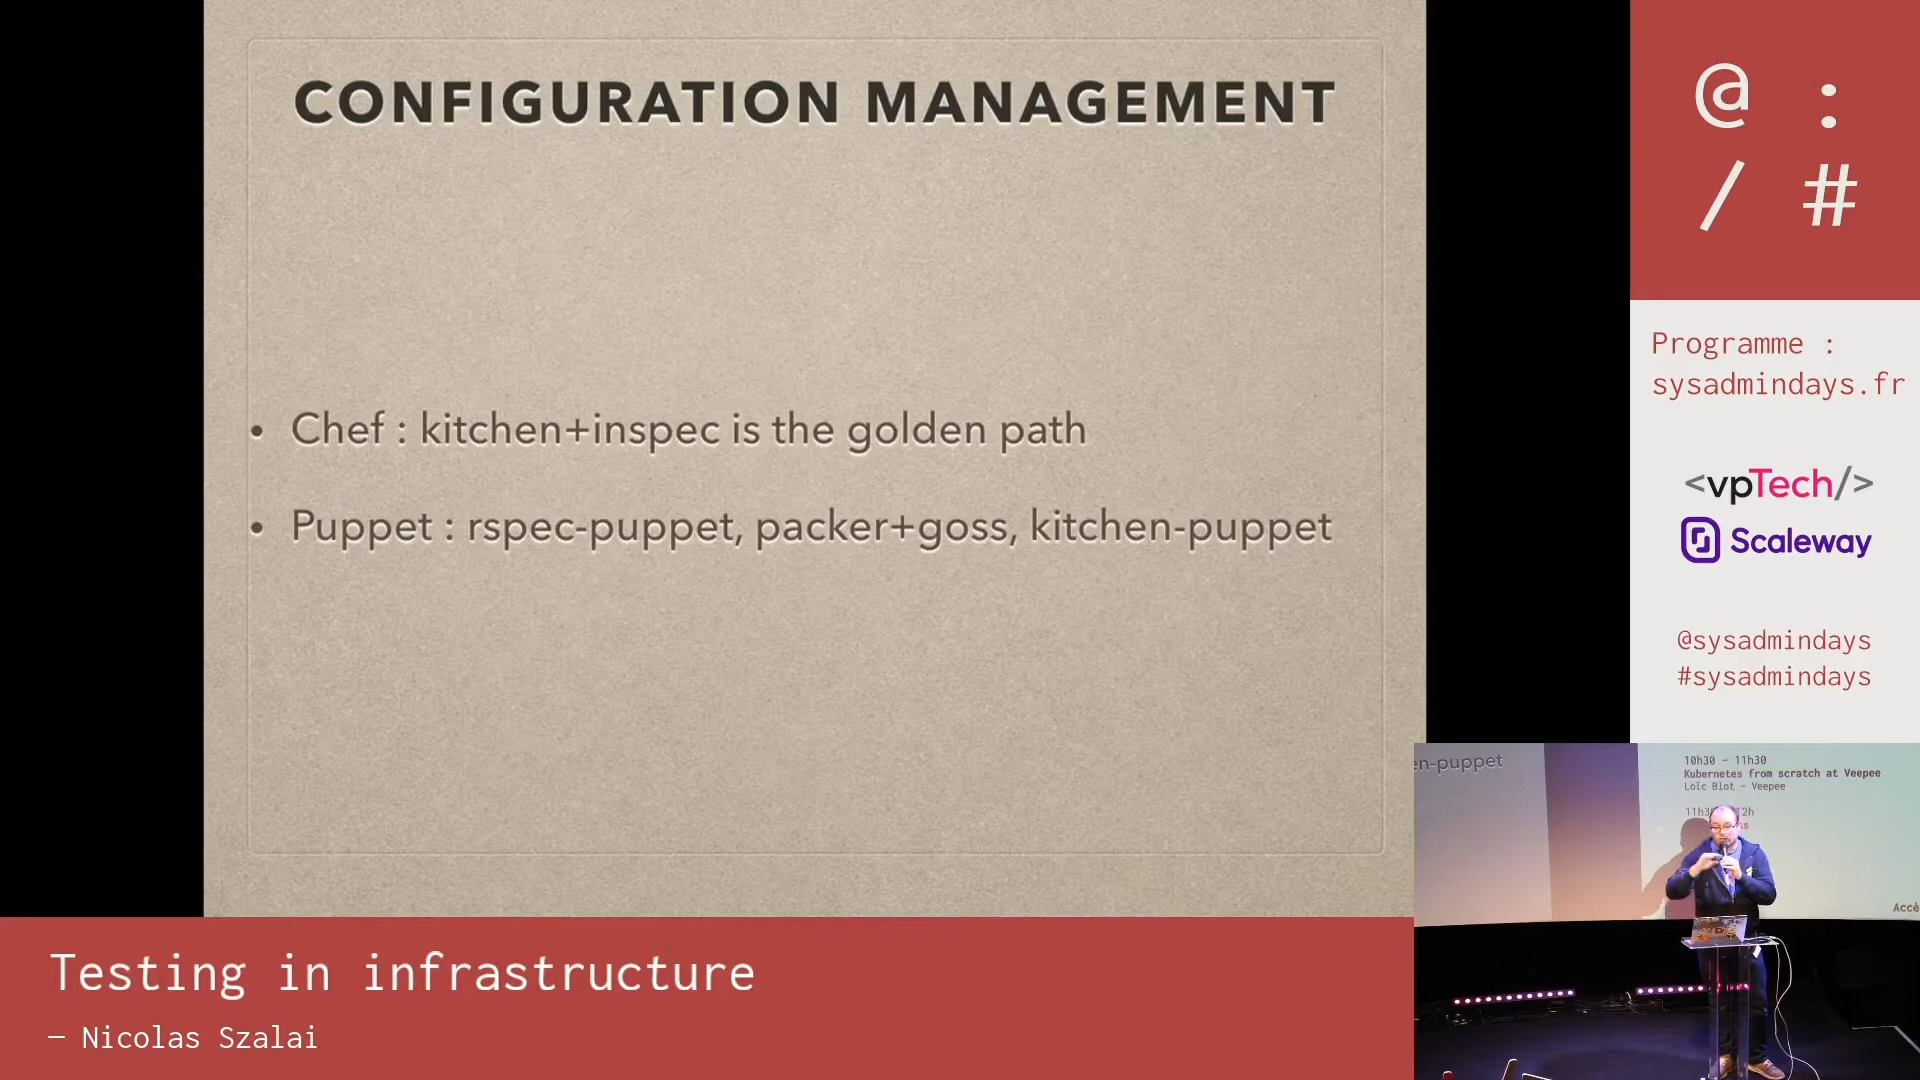 CONFIGURATION MANAGEMENT
• Chef : kitchen+inspec is the golden path
• Puppet : rspec-puppet, packer+goss, kitchen-puppet
@ :
/ #
Programme :
sysadmindays.fr
<vpTech/>
Scaleway
@sysadmindays
#sysadmindays
en-puppet
10h30 - 11h30
Kubernetes from scratch at Veepee
Loïc Blot - Veepee
Testing in infrastructure
— Nicolas Szalai